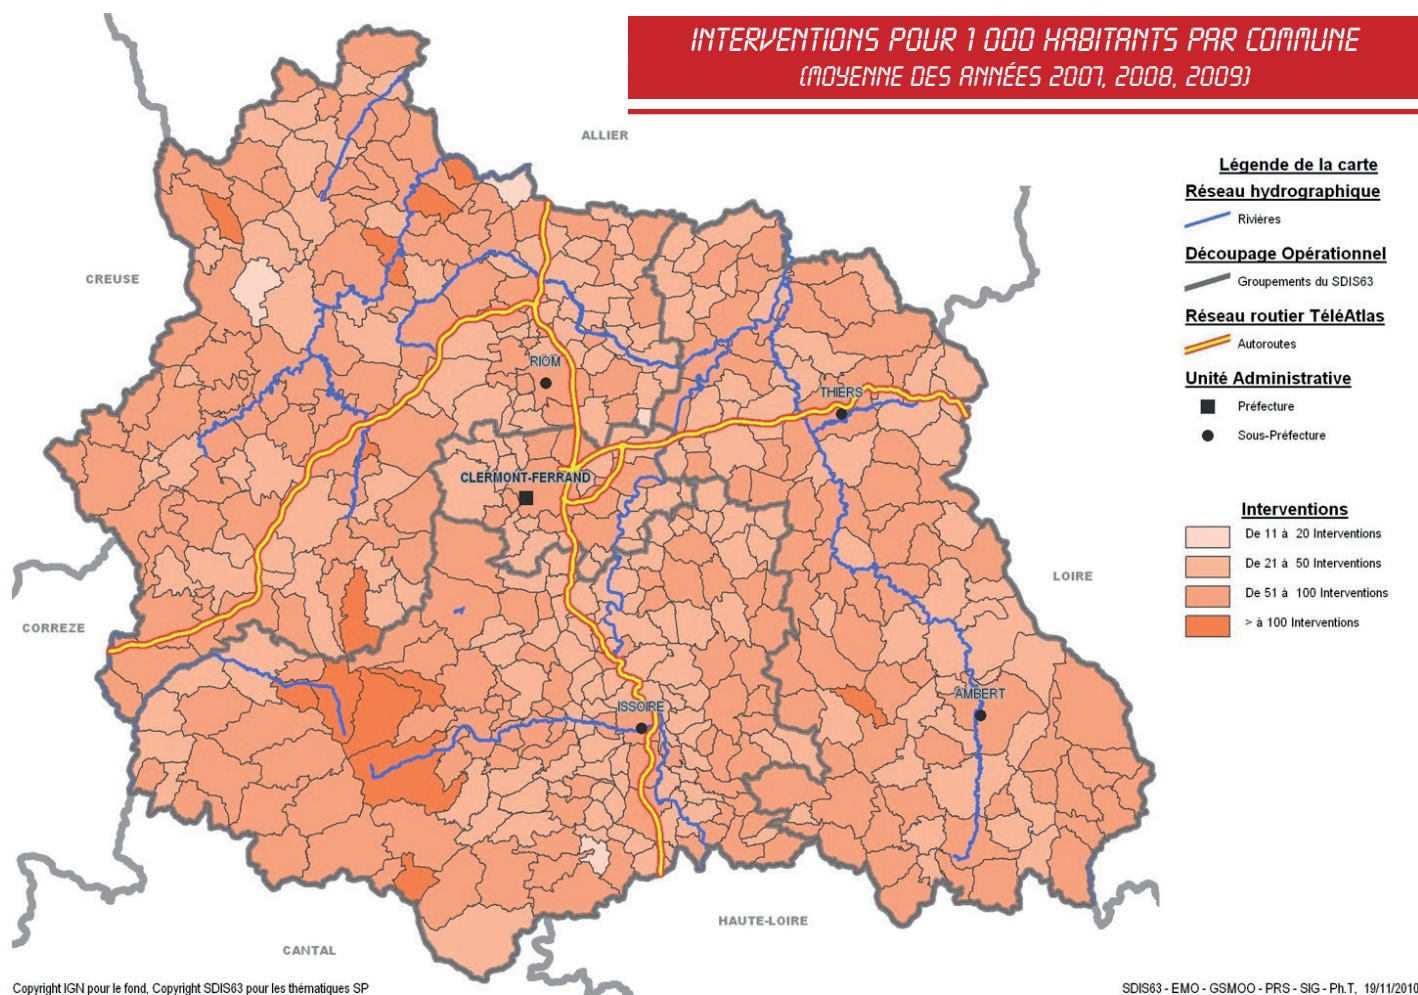 INTERVENTIONS POUR 1 000 HABITANTS PAR COMMUNE
(MOYENNE DES ANNÉES 2007, 2008, 2009)
ALLIER
CREUSE
CORREZE
CANTAL
HAUTE-LOIRE
LOIRE
RIOM
THIERS
CLERMONT-FERRAND
ISSOIRE
AMBERT
Légende de la carte
Réseau hydrographique
Rivières
Découpage Opérationnel
Groupements du SDIS63
Réseau routier TéléAtlas
Autoroutes
Unité Administrative
Préfecture
Sous-Préfecture
Interventions
De 11 à 20 Interventions
De 21 à 50 Interventions
De 51 à 100 Interventions
> à 100 Interventions
Copyright IGN pour le fond, Copyright SDIS63 pour les thématiques SP
SDIS63 - EMO - GSMOO - PRS - SIG - Ph.T, 19/11/2010